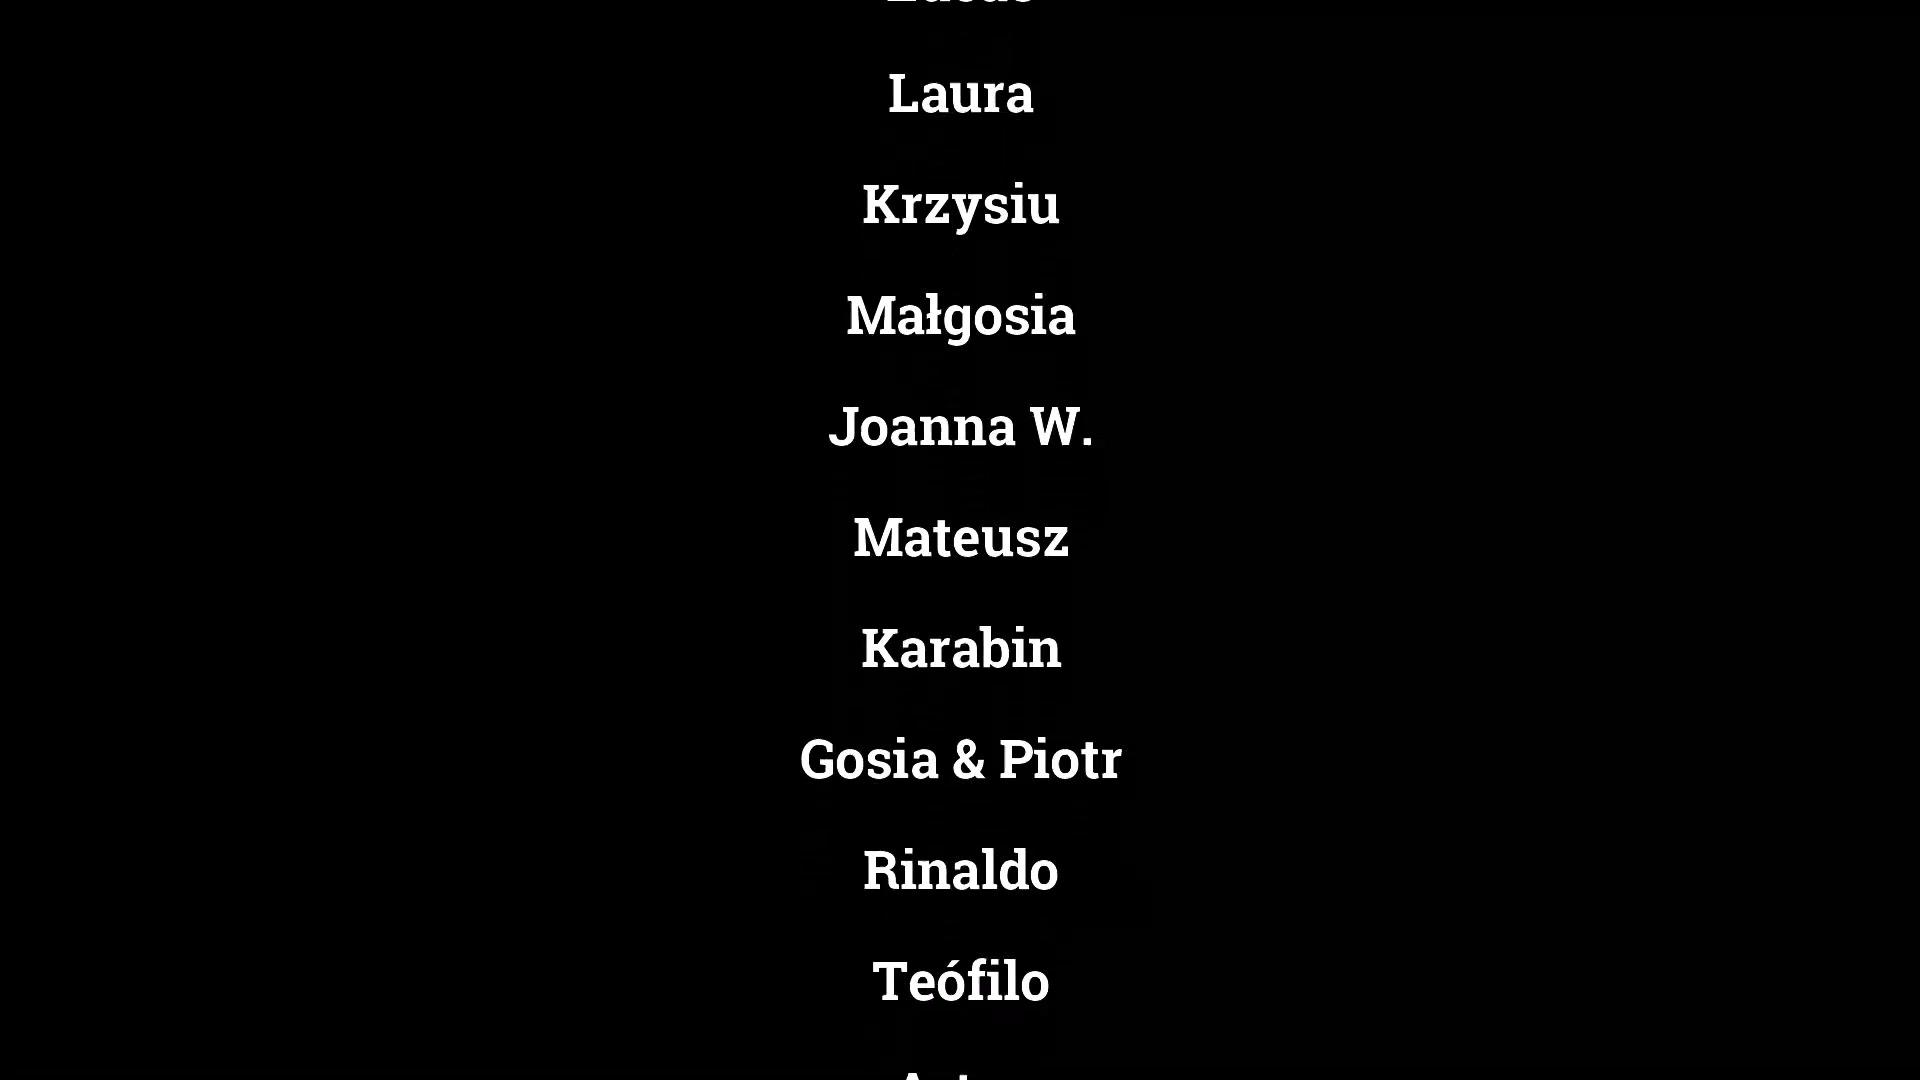 Laura
Krzysiu
Małgosia
Joanna W.
Mateusz
Karabin
Gosia & Piotr
Rinaldo
Teófilo